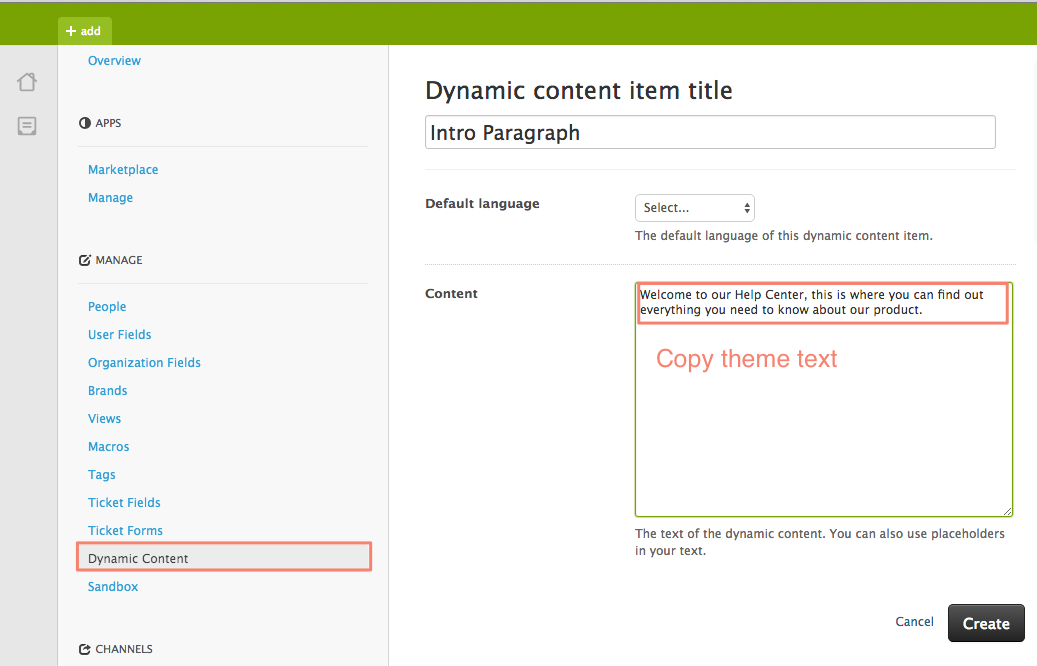 + add
Overview
APPS
Marketplace
Manage
MANAGE
People
User Fields
Organization Fields
Brands
Views
Macros
Tags
Ticket Fields
Ticket Forms
Dynamic Content
Sandbox
CHANNELS
Dynamic content item title
Intro Paragraph
Default language
Select...
The default language of this dynamic content item.
Content
Welcome to our Help Center, this is where you can find out
everything you need to know about our product.
Copy theme text
The text of the dynamic content. You can also use placeholders
in your text.
Cancel
Create